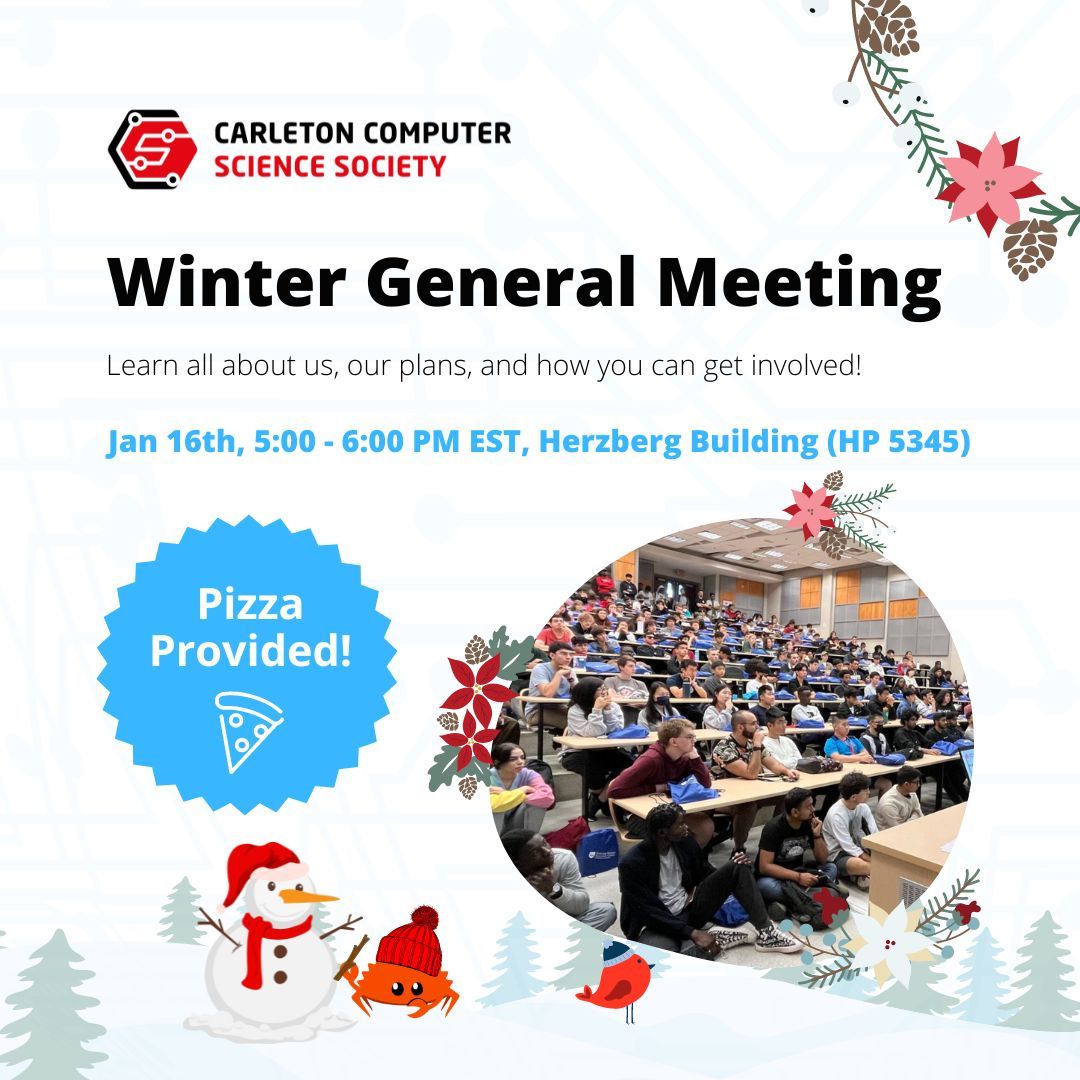 CARLETON COMPUTER
SCIENCE SOCIETY
Winter General Meeting
Learn all about us, our plans, and how you can get involved!
Jan 16th, 5:00 - 6:00 PM EST, Herzberg Building (HP 5345)
Pizza
Provided!